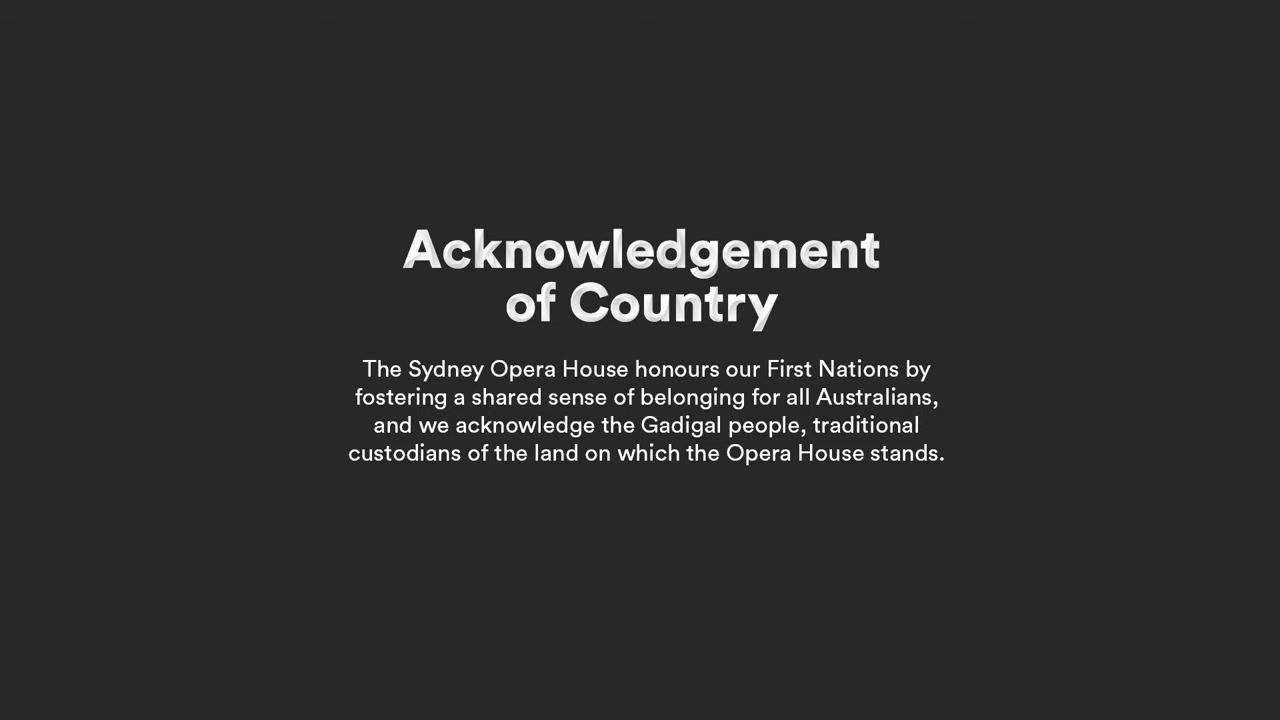 Acknowledgement
of Country
The Sydney Opera House honours our First Nations by
fostering a shared sense of belonging for all Australians,
and we acknowledge the Gadigal people, traditional
custodians of the land on which the Opera House stands.